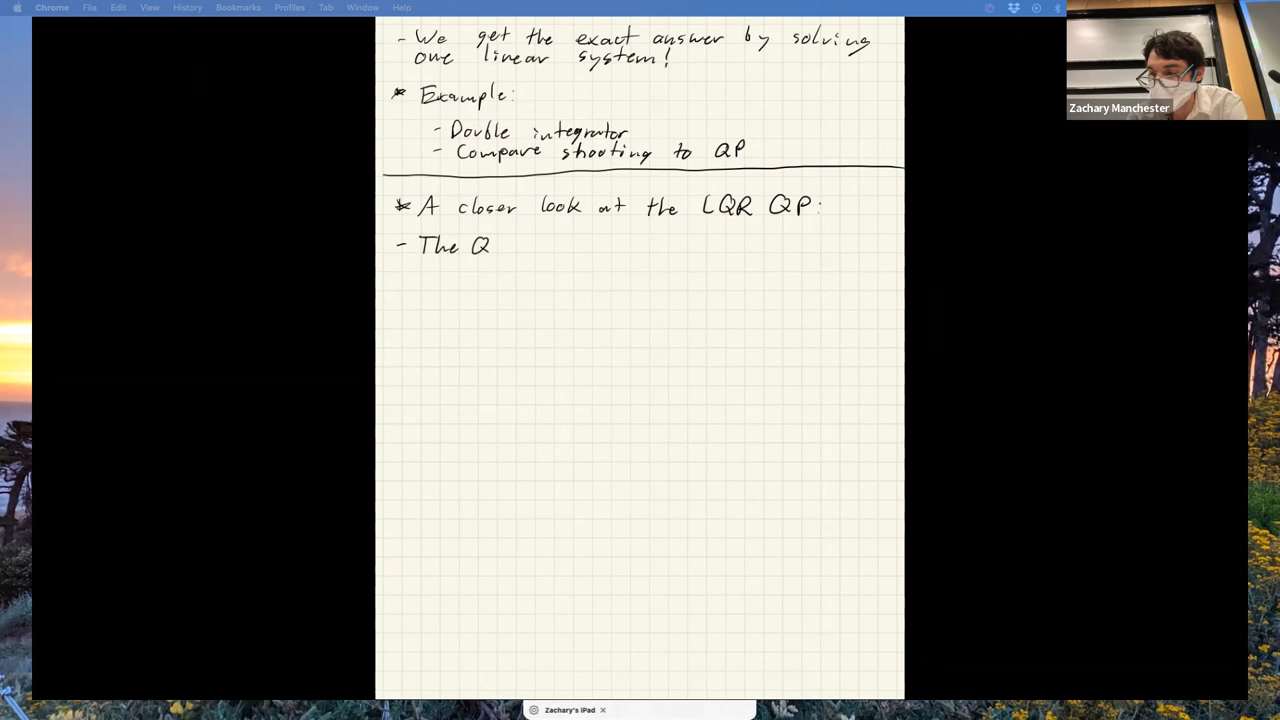 Chrome File Edit View History Bookmarks Profiles Tab Window Help
- We get the exact answer by solving
one linear system!
Zachary Manchester
* Example:
- Double integrator
- Compare shooting to QP
* A closer look at the LQR QP:
- The Q
Zachary's iPad ×